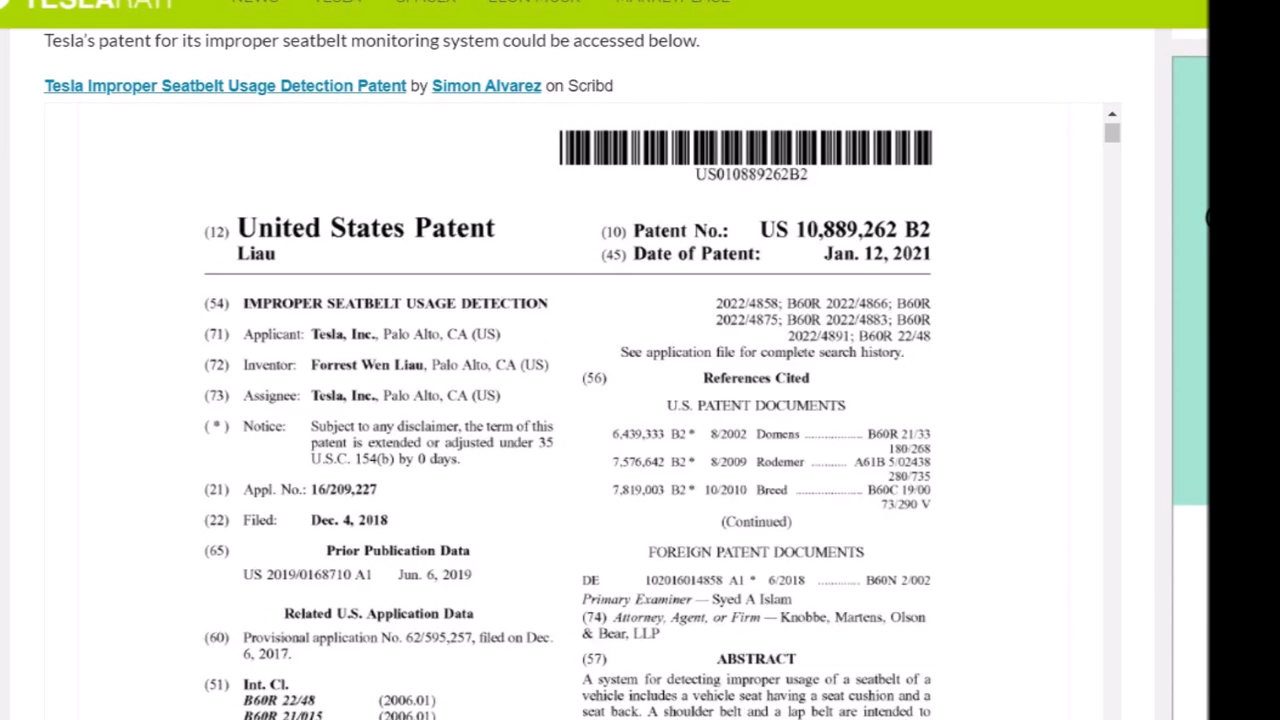 Tesla's patent for its improper seatbelt monitoring system could be accessed below.
Tesla Improper Seatbelt Usage Detection Patent by Simon Alvarez on Scribd
US010889262B2
(12) United States Patent
Liau
(10) Patent No.: US 10,889,262 B2
(45) Date of Patent: Jan. 12, 2021
(54) IMPROPER SEATBELT USAGE DETECTION
(71) Applicant: Tesla, Inc., Palo Alto, CA (US)
(72) Inventor: Forrest Wen Liau, Palo Alto, CA (US)
(73) Assignee: Tesla, Inc., Palo Alto, CA (US)
(*) Notice: Subject to any disclaimer, the term of this
patent is extended or adjusted under 35
U.S.C. 154(b) by 0 days.
(21) Appl. No.: 16/209,227
(22) Filed: Dec. 4, 2018
(65) Prior Publication Data
US 2019/0168710 A1 Jun. 6, 2019
Related U.S. Application Data
(60) Provisional application No. 62/595,257, filed on Dec.
6, 2017.
(51) Int. Cl.
B60R 22/48 (2006.01)
B60R 21/015 (2006.01)
2022/4858; B60R 2022/4866; B60R
2022/4875; B60R 2022/4883; B60R
2022/4891; B60R 22/48
See application file for complete search history.
(56) References Cited
U.S. PATENT DOCUMENTS
6,439,333 B2* 8/2002 Domens ............... B60R 21/33
180/268
7,576,642 B2* 8/2009 Rodemer ......... A61B 5/02438
280/735
7,819,003 B2* 10/2010 Breed ................. B60C 19/00
73/290 V
(Continued)
FOREIGN PATENT DOCUMENTS
DE 102016014858 A1 * 6/2018 ........... B60N 2/002
Primary Examiner — Syed A Islam
(74) Attorney, Agent, or Firm — Knobbe, Martens, Olson
& Bear, LLP
(57) ABSTRACT
A system for detecting improper usage of a seatbelt of a
vehicle includes a vehicle seat having a seat cushion and a
seat back. A shoulder belt and a lap belt are intended to